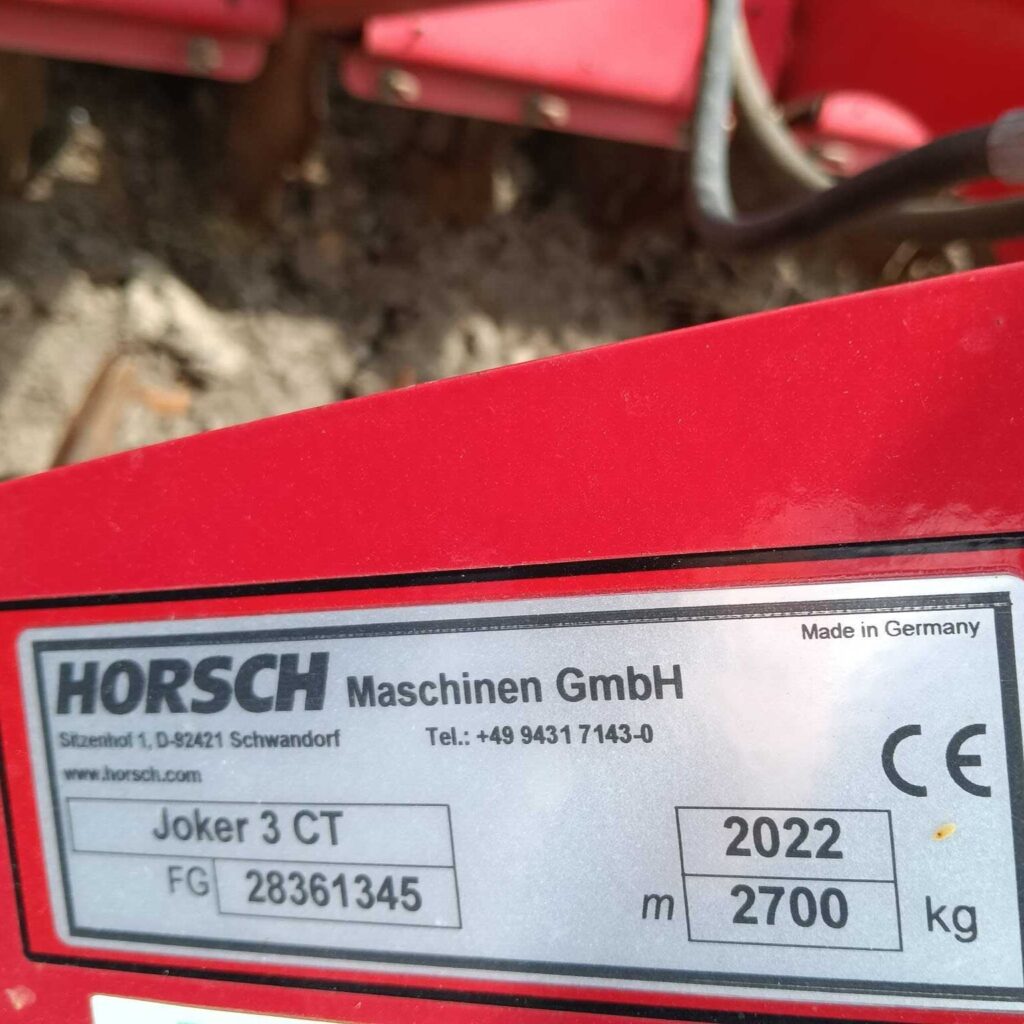 Made in Germany
HORSCH Maschinen GmbH
Sitzenhof 1, D-92421 Schwandorf Tel.: +49 9431 7143-0
www.horsch.com
CE
Joker 3 CT 2022
FG 28361345 m 2700 kg